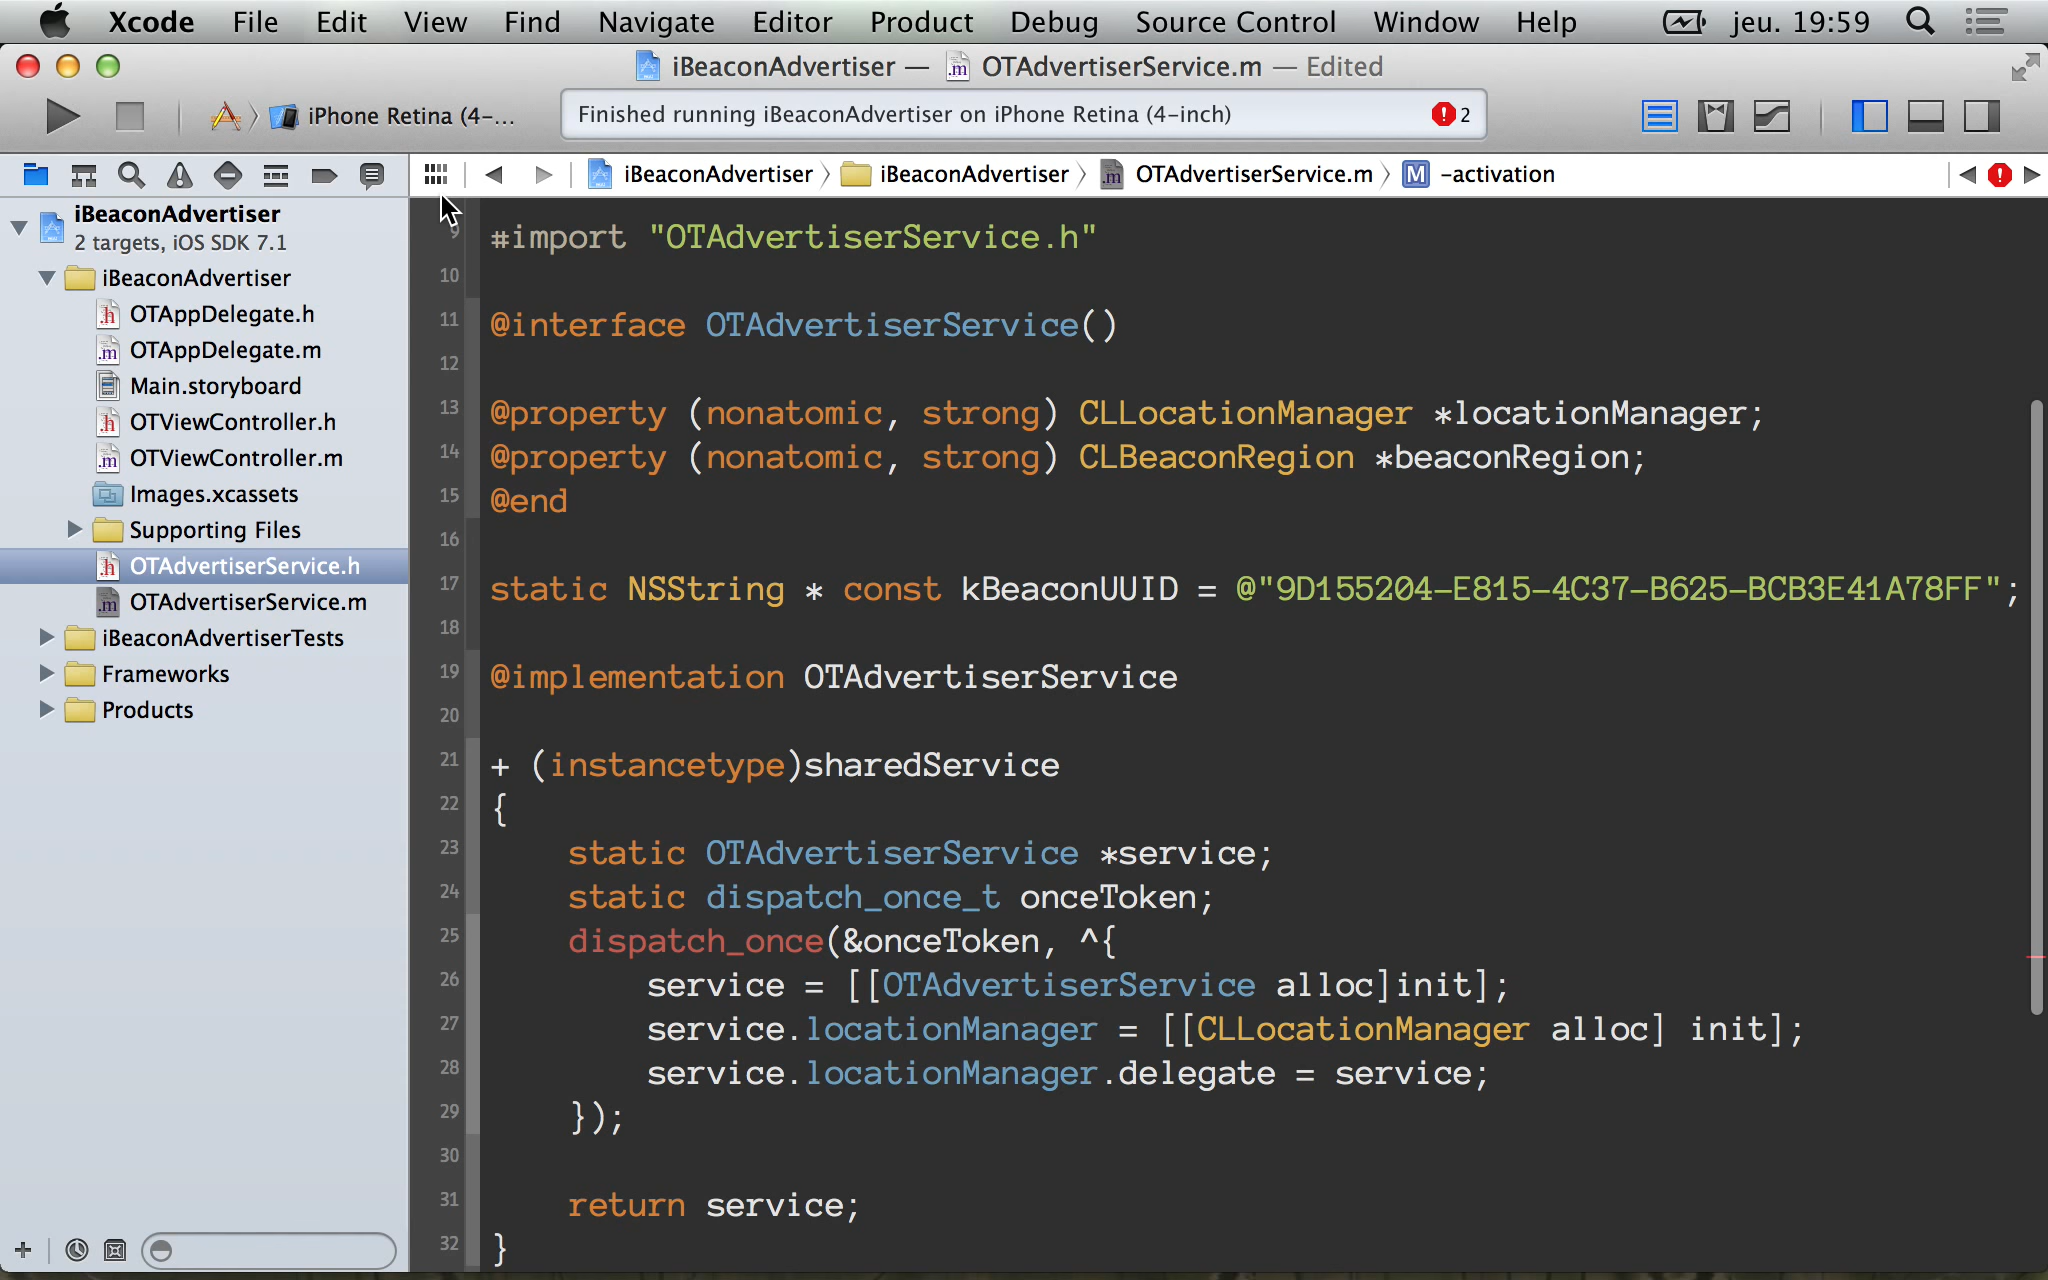 Xcode File Edit View Find Navigate Editor Product Debug Source Control Window Help jeu. 19:59
iBeaconAdvertiser — OTAdvertiserService.m — Edited
iPhone Retina (4-... Finished running iBeaconAdvertiser on iPhone Retina (4-inch) 2
iBeaconAdvertiser iBeaconAdvertiser OTAdvertiserService.m M -activation
iBeaconAdvertiser
2 targets, iOS SDK 7.1
iBeaconAdvertiser
OTAppDelegate.h
OTAppDelegate.m
Main.storyboard
OTViewController.h
OTViewController.m
Images.xcassets
Supporting Files
OTAdvertiserService.h
OTAdvertiserService.m
iBeaconAdvertiserTests
Frameworks
Products
9 #import "OTAdvertiserService.h"
10
11 @interface OTAdvertiserService()
12
13 @property (nonatomic, strong) CLLocationManager *locationManager;
14 @property (nonatomic, strong) CLBeaconRegion *beaconRegion;
15 @end
16
17 static NSString * const kBeaconUUID = @"9D155204-E815-4C37-B625-BCB3E41A78FF";
18
19 @implementation OTAdvertiserService
20
21 + (instancetype)sharedService
22 {
23 static OTAdvertiserService *service;
24 static dispatch_once_t onceToken;
25 dispatch_once(&onceToken, ^{
26 service = [[OTAdvertiserService alloc]init];
27 service.locationManager = [[CLLocationManager alloc] init];
28 service.locationManager.delegate = service;
29 });
30
31 return service;
32 }